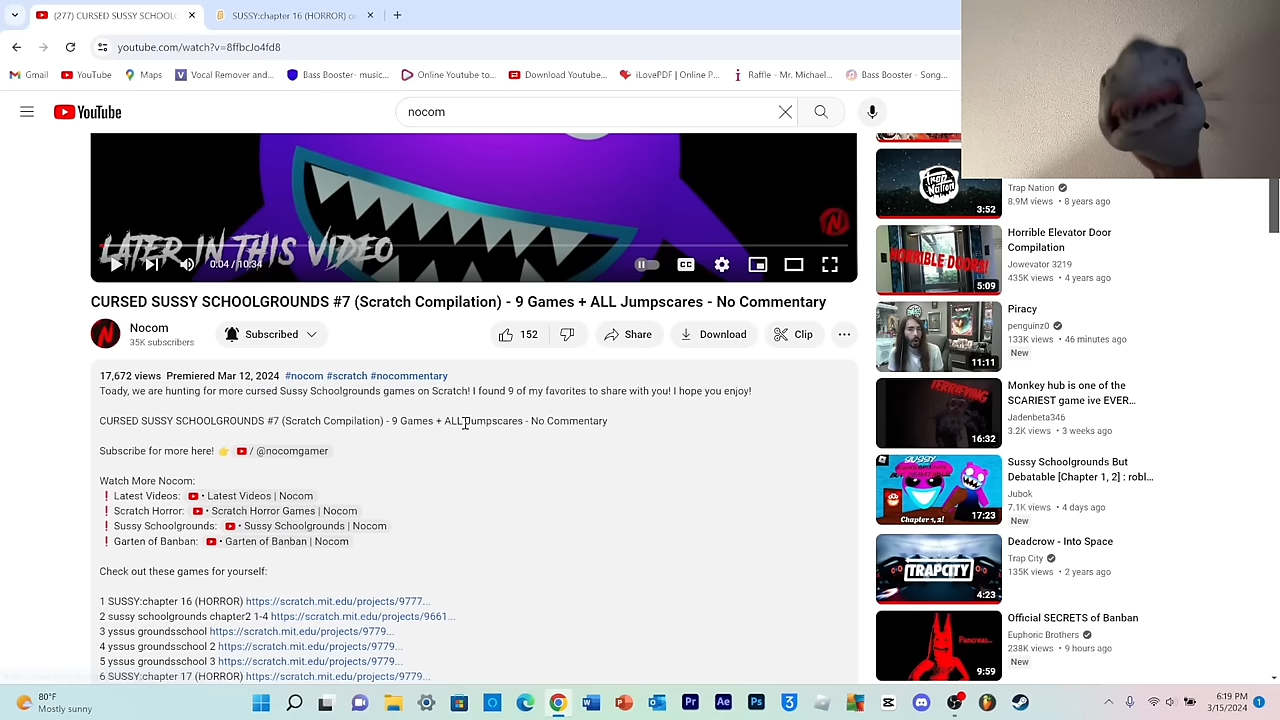 (277) CURSED SUSSY SCHOOLG
SUSSY:chapter 16 (HORROR) o
youtube.com/watch?v=8ffbcJo4fd8
Gmail
YouTube
Maps
Vocal Remover and...
Bass Booster- music...
Online Youtube to...
Download Youtube...
iLovePDF | Online P...
Raffle - Mr. Michael...
Bass Booster - Song...
YouTube
nocom
LATER IN THIS
0:04
CURSED SUSSY SCHOOLGROUNDS #7 (Scratch Compilation) - 9 Games + ALL Jumpscares - No Commentary
Nocom
35K subscribers
152
Share
Download
Clip
17,672 views Premiered Mar 12, #scratch #nocommentary
Toady, we are hunting for more cursed Sussy Schoolgrounds games on Scratch! I found 9 of my favorites to share with you! I hope you enjoy!
CURSED SUSSY SCHOOLGROUNDS #7 (Scratch Compilation) - 9 Games + ALL Jumpscares - No Commentary
Subscribe for more here! / @nocomgamer
Watch More Nocom:
❗ Latest Videos: • Latest Videos | Nocom
❗ Scratch Horror: • Scratch Horror Games | Nocom
❗ Sussy Schoolgrounds: • Sussy Schoolgrounds | Nocom
❗ Garten of Banban: • Garten of Banban | Nocom
Check out these games for yourself:
1 SUSSY:chapter 16 (HORROR) https://scratch.mit.edu/projects/9777...
2 sussy schoolgrounds chapter 2 1-4 https://scratch.mit.edu/projects/9661...
3 yssus groundsschool https://scratch.mit.edu/projects/9779...
4 yssus groundsschool 2 https://scratch.mit.edu/projects/9779...
5 yssus groundsschool 3 https://scratch.mit.edu/projects/9779...
6 SUSSY:chapter 17 (HORROR) https://scratch.mit.edu/projects/9779...
Trap Nation
3:52
Trap Nation
8.9M views • 8 years ago
HORRIBLE DOORS!
5:09
Horrible Elevator Door
Compilation
Jowevator 3219
435K views • 4 years ago
11:11
Piracy
penguinz0
133K views • 46 minutes ago
New
TERRIFYING
16:32
Monkey hub is one of the
SCARIEST game ive EVER...
Jadenbeta346
3.2K views • 3 weeks ago
Chapter 1, 2!
17:23
Sussy Schoolgrounds But
Debatable [Chapter 1, 2] : robl...
Jubok
7.1K views • 4 days ago
New
TRAPCITY
4:23
Deadcrow - Into Space
Trap City
135K views • 2 years ago
Pancreas...
9:59
Official SECRETS of Banban
Euphoric Brothers
238K views • 9 hours ago
New
80°F
Mostly sunny
6:19 PM
3/15/2024